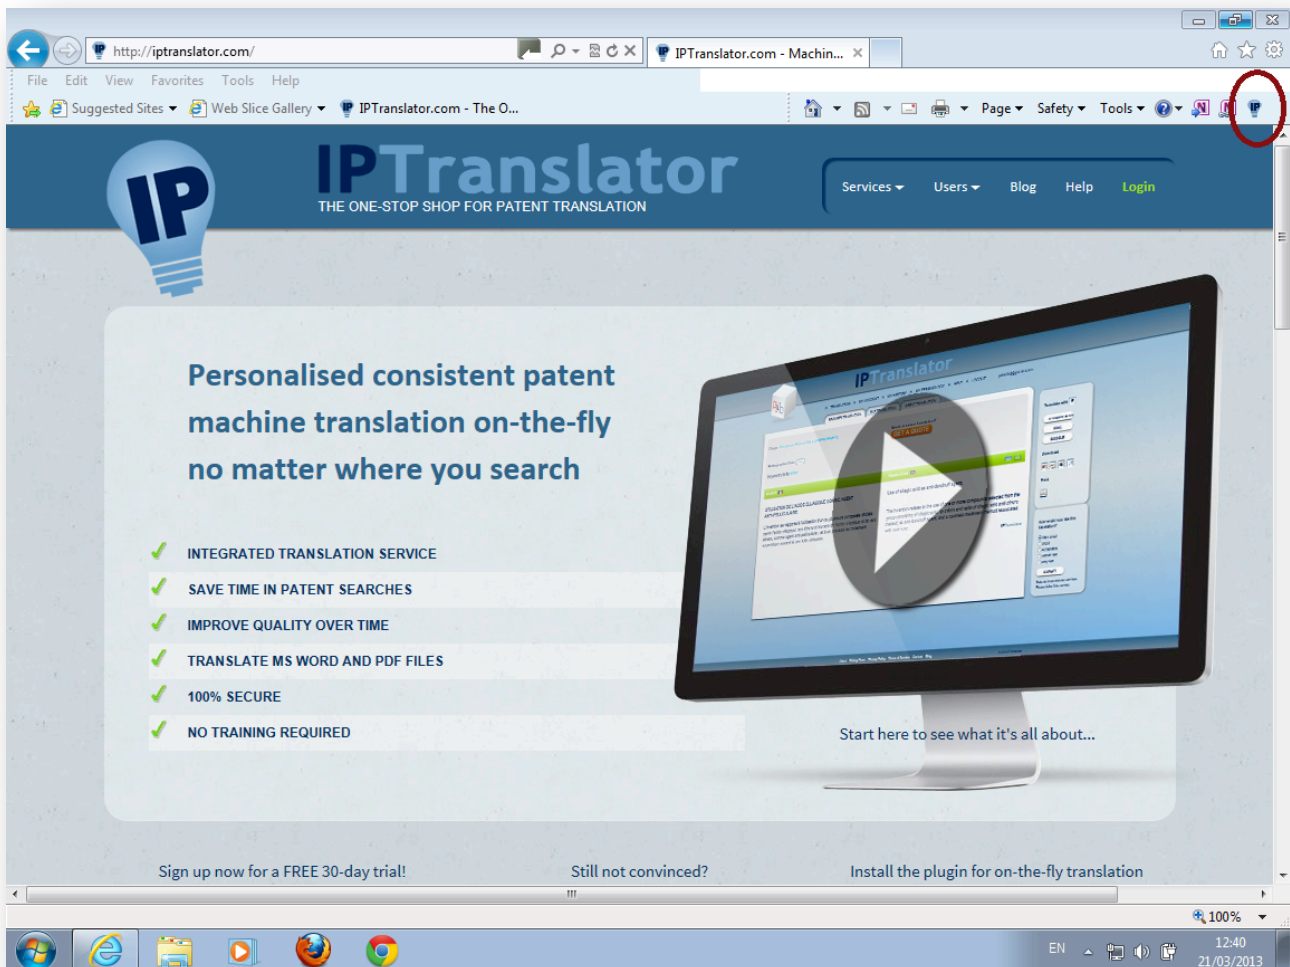 http://iptranslator.com/
IPTranslator.com - Machin...
File Edit View Favorites Tools Help
Suggested Sites Web Slice Gallery IPTranslator.com - The O...
Page Safety Tools
IP
IPTranslator
THE ONE-STOP SHOP FOR PATENT TRANSLATION
Services Users Blog Help Login
Personalised consistent patent
machine translation on-the-fly
no matter where you search
INTEGRATED TRANSLATION SERVICE
SAVE TIME IN PATENT SEARCHES
IMPROVE QUALITY OVER TIME
TRANSLATE MS WORD AND PDF FILES
100% SECURE
NO TRAINING REQUIRED
IPTranslator
GET A QUOTE
Start here to see what it's all about...
Sign up now for a FREE 30-day trial!
Still not convinced?
Install the plugin for on-the-fly translation
100%
EN
12:40
21/03/2013